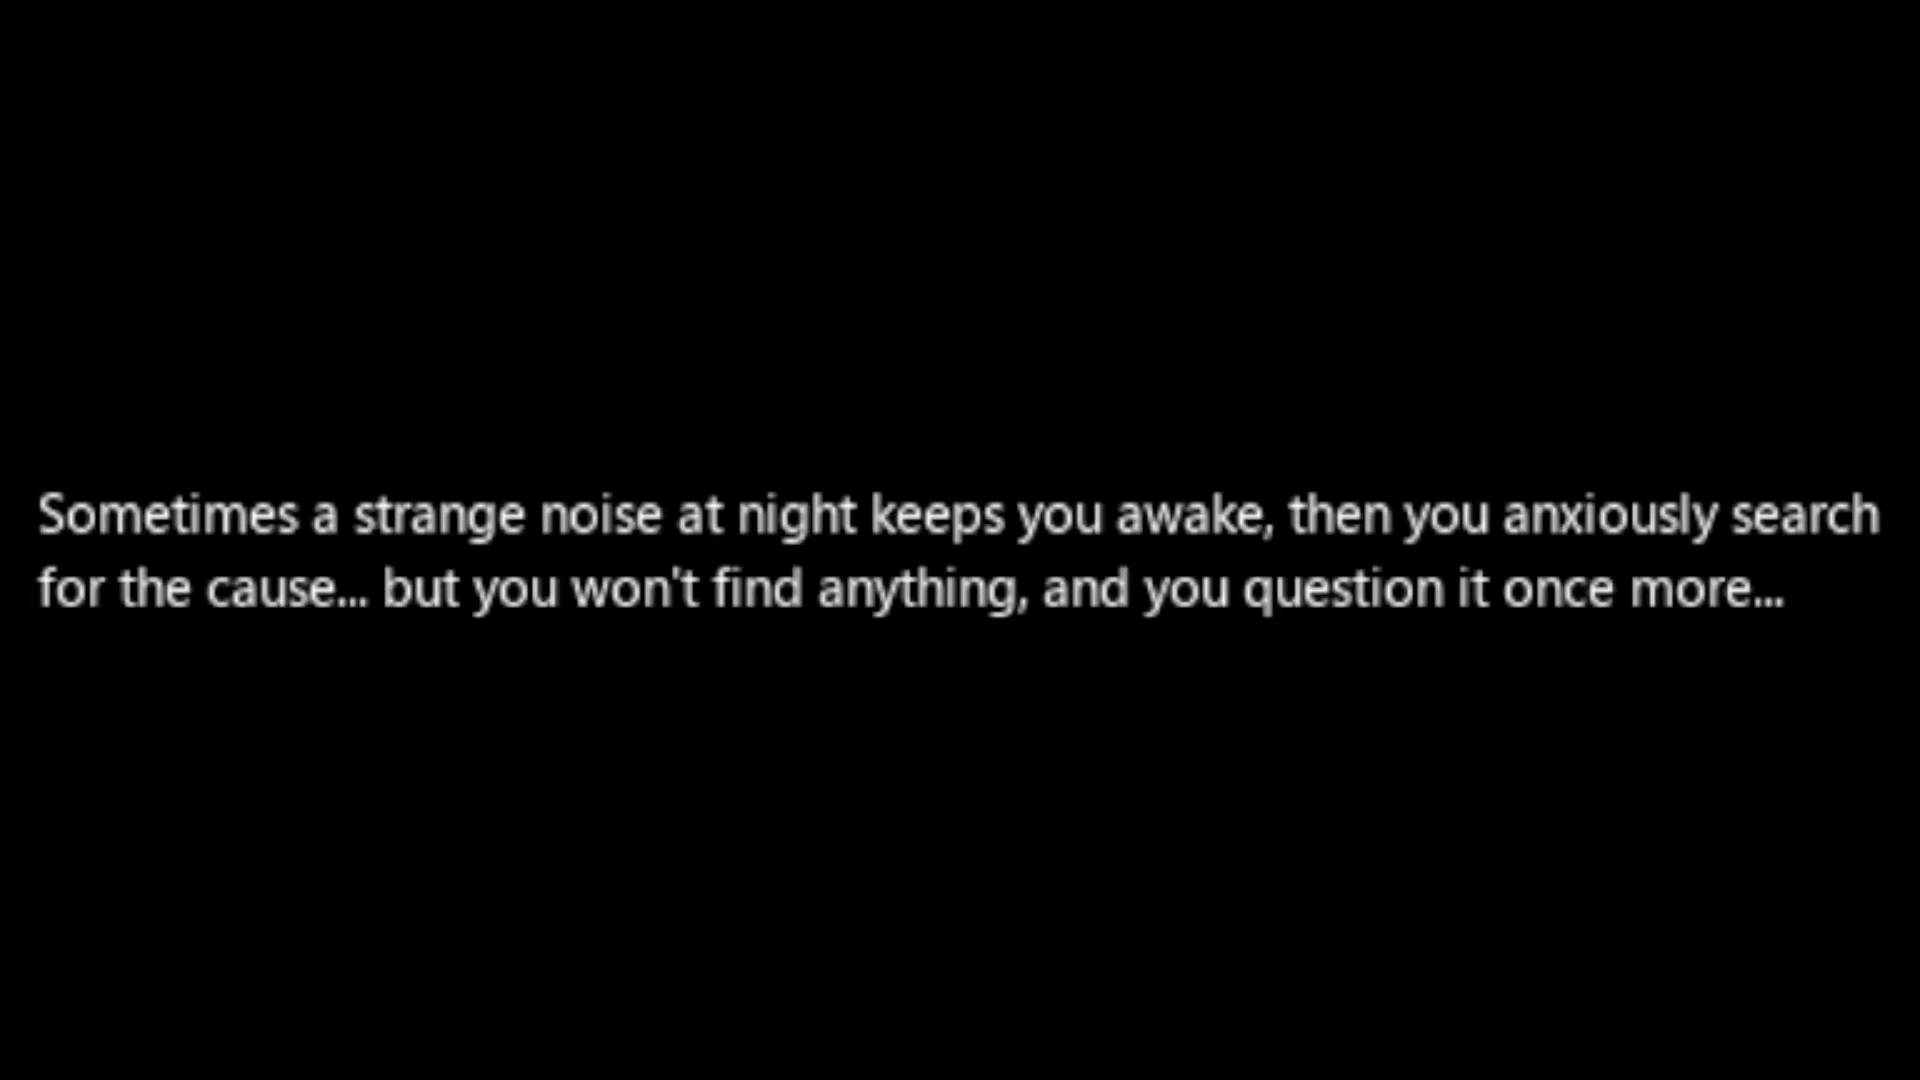 Sometimes a strange noise at night keeps you awake, then you anxiously search
for the cause... but you won't find anything, and you question it once more...